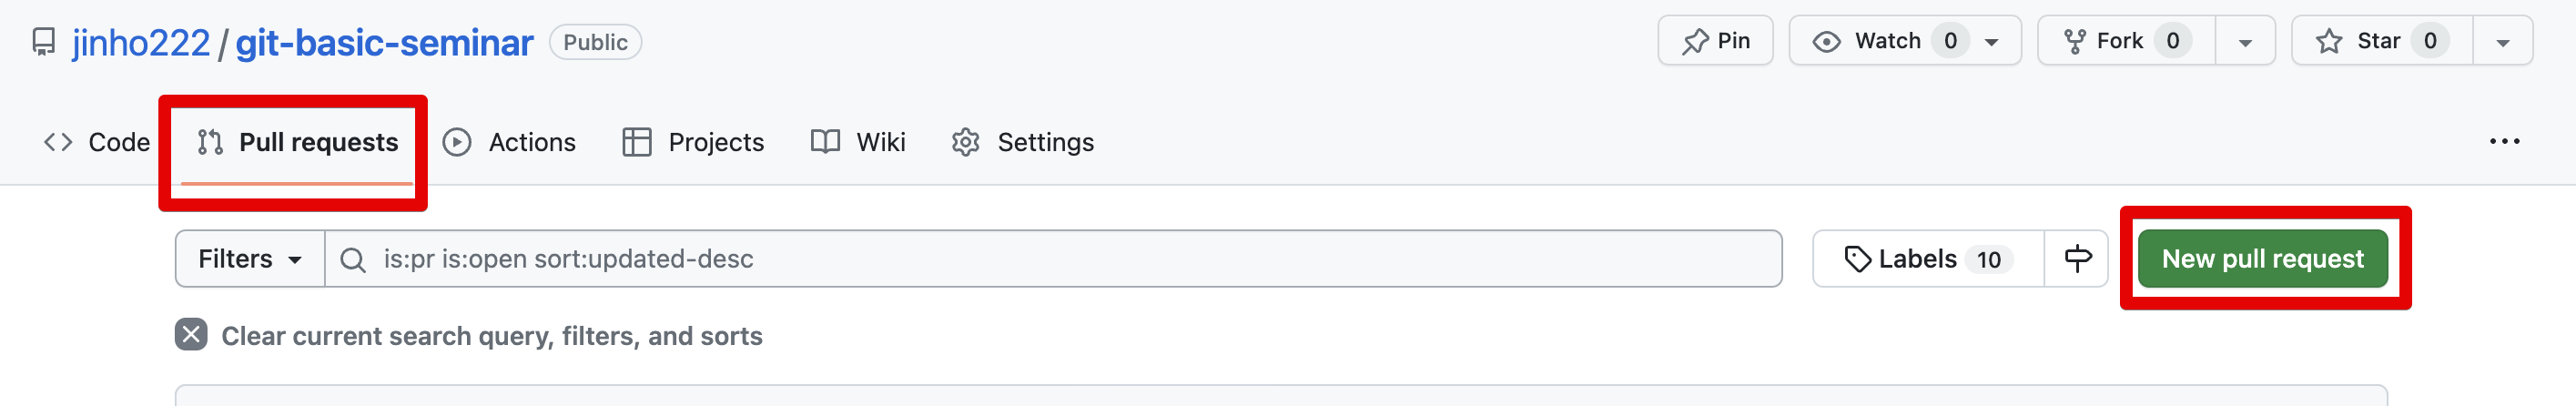 jinho222 / git-basic-seminar Public Pin Watch 0 Fork 0 Star 0
Code Pull requests Actions Projects Wiki Settings
Filters is:pr is:open sort:updated-desc Labels 10 New pull request
Clear current search query, filters, and sorts